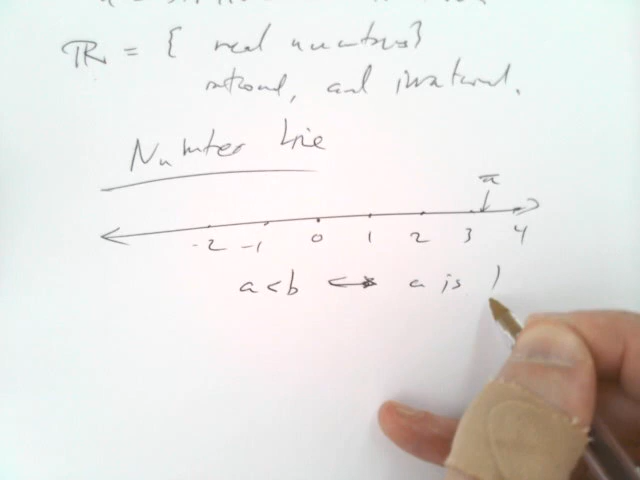 ℝ = { real numbers}
rational, and irrational.
Number Line
π
-2 -1 0 1 2 3 4
a < b ↔ a is